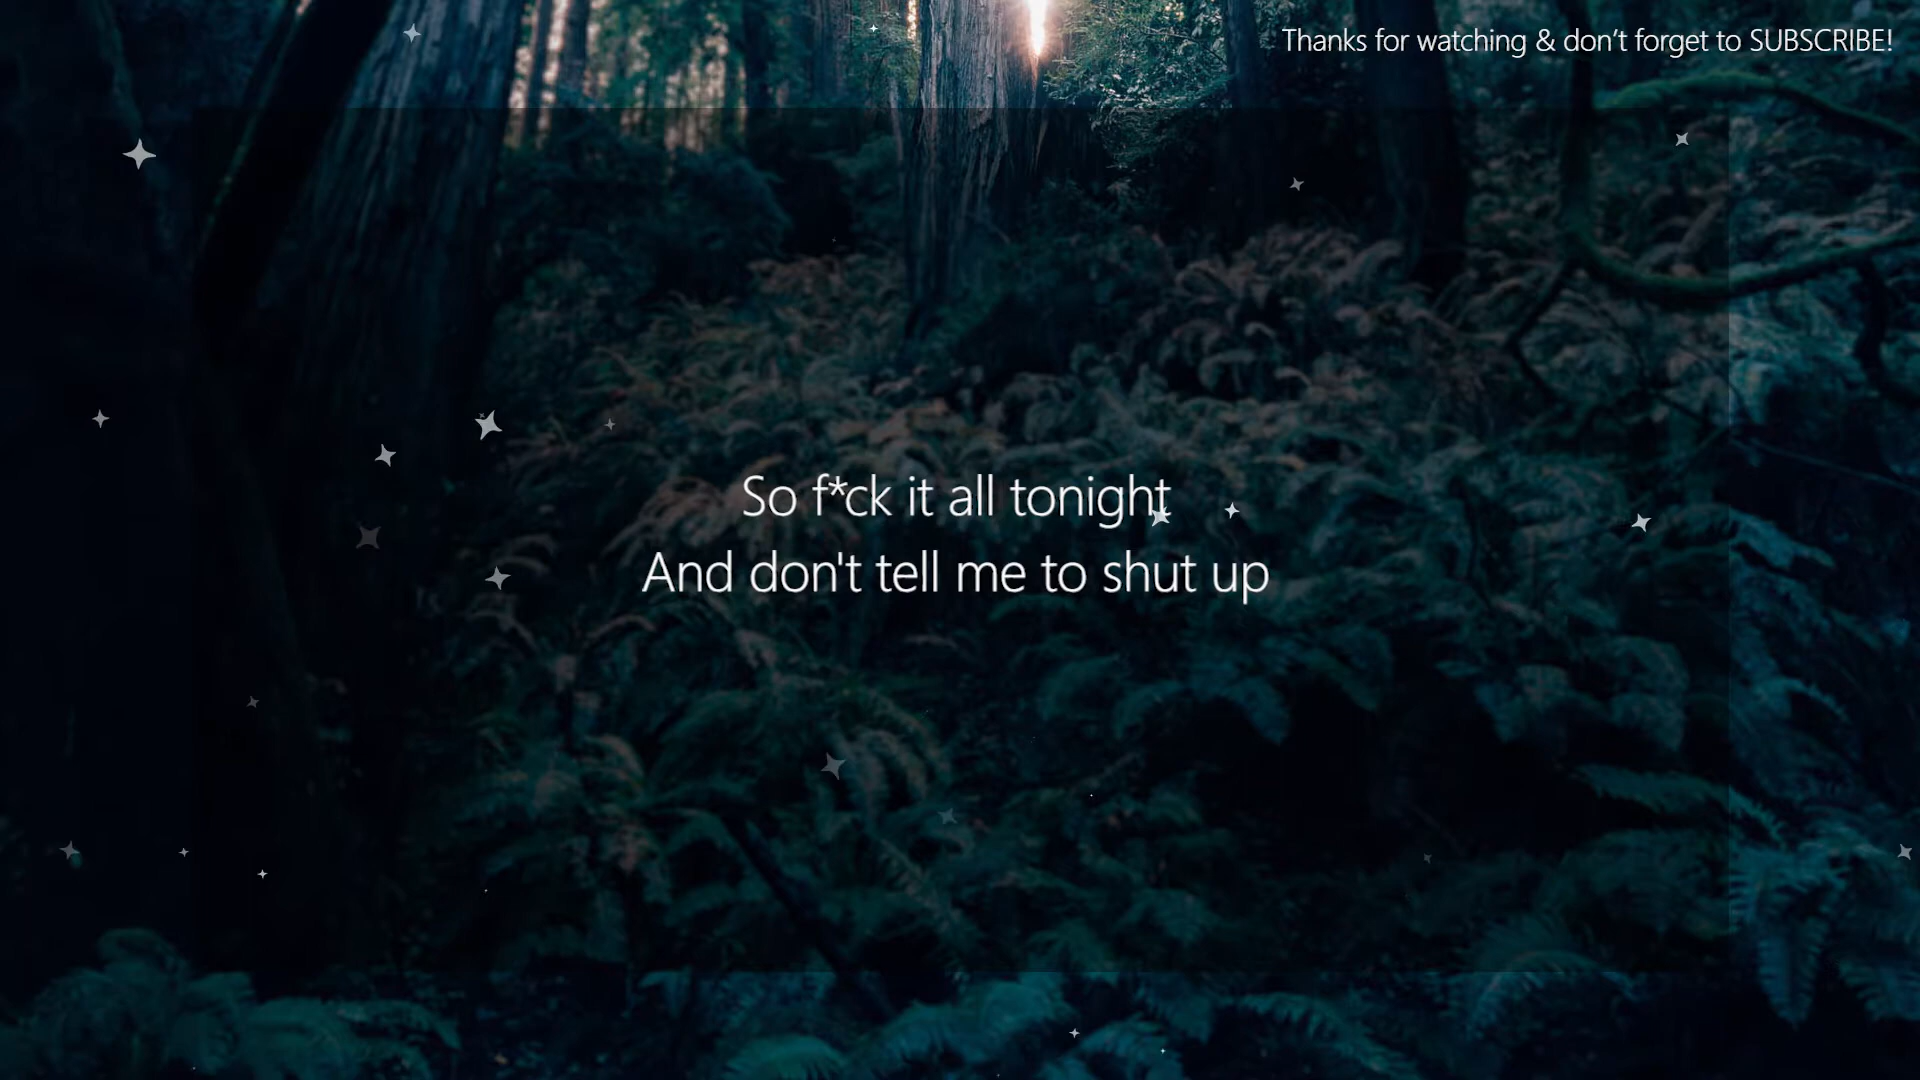 Thanks for watching & don’t forget to SUBSCRIBE!
So f*ck it all tonight
And don't tell me to shut up